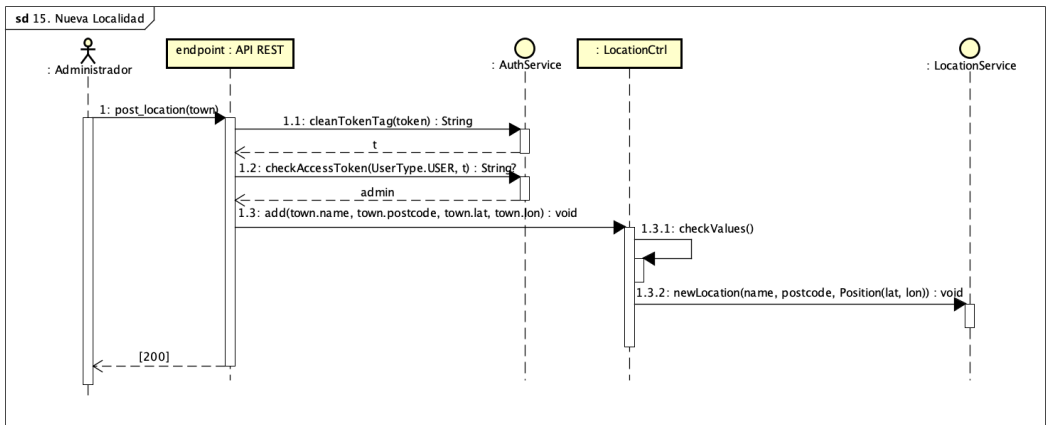 sd 15. Nueva Localidad
: Administrador
endpoint : API REST
: AuthService
: LocationCtrl
: LocationService
1: post_location(town)
1.1: cleanTokenTag(token) : String
t
1.2: checkAccessToken(UserType.USER, t) : String?
admin
1.3: add(town.name, town.postcode, town.lat, town.lon) : void
1.3.1: checkValues()
1.3.2: newLocation(name, postcode, Position(lat, lon)) : void
[200]